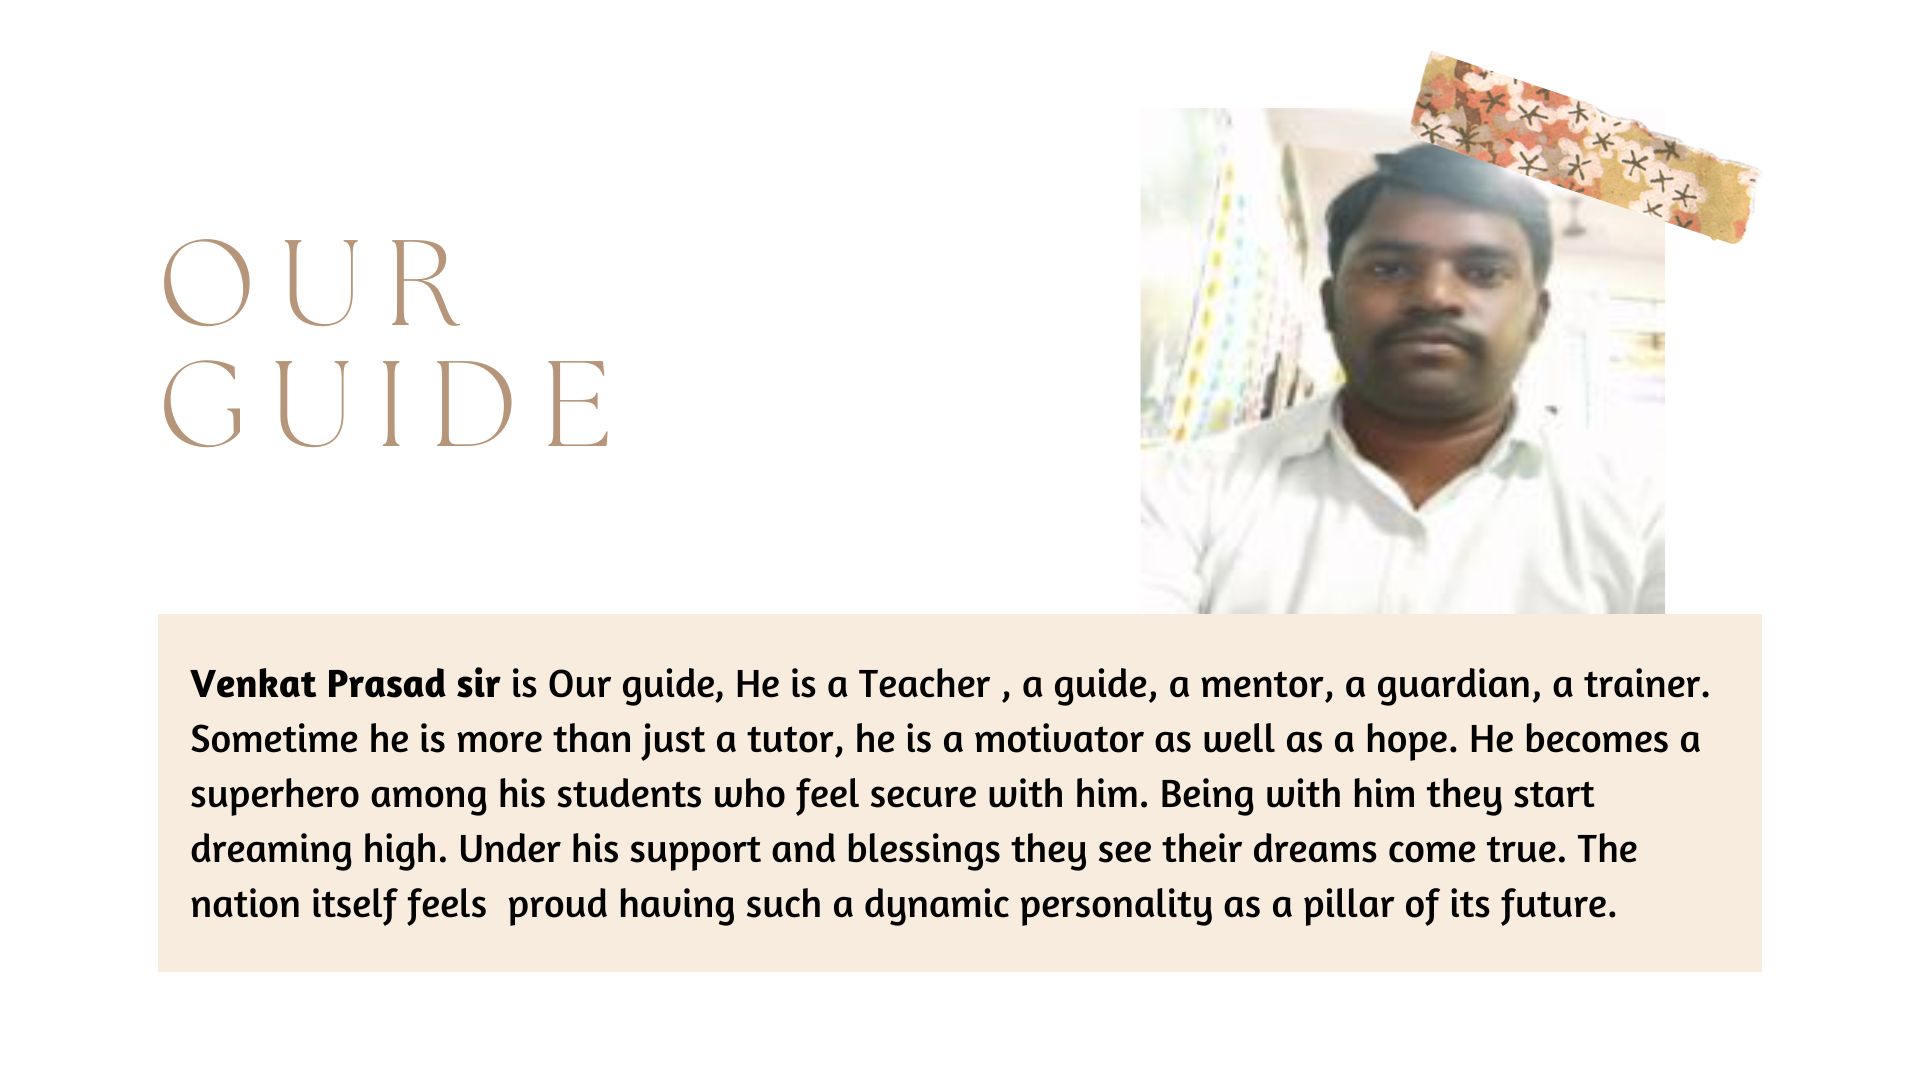 OUR
GUIDE
Venkat Prasad sir is Our guide, He is a Teacher , a guide, a mentor, a guardian, a trainer.
Sometime he is more than just a tutor, he is a motivator as well as a hope. He becomes a
superhero among his students who feel secure with him. Being with him they start
dreaming high. Under his support and blessings they see their dreams come true. The
nation itself feels  proud having such a dynamic personality as a pillar of its future.